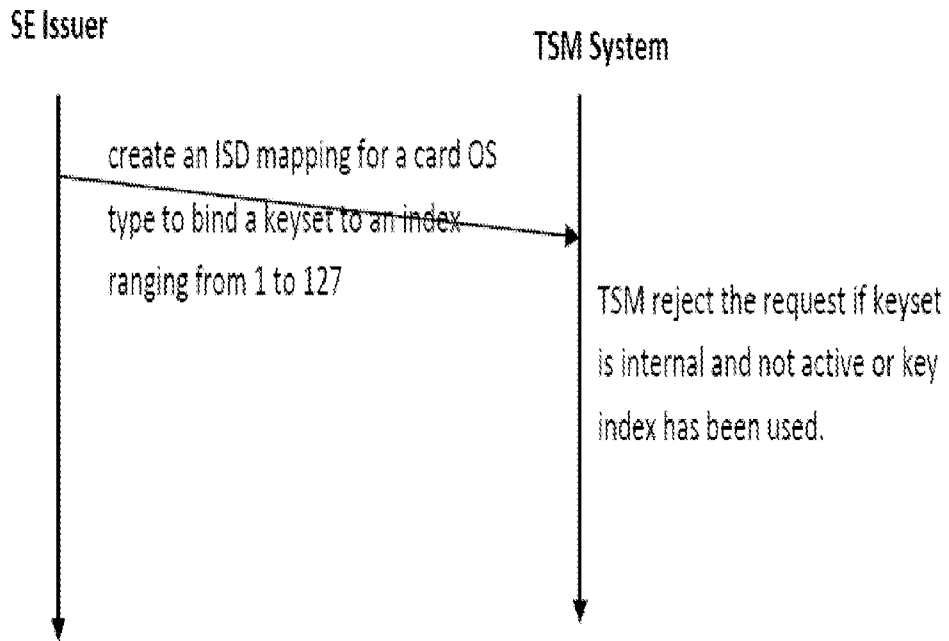 SE Issuer
TSM System
create an ISD mapping for a card OS
type to bind a keyset to an index
ranging from 1 to 127
TSM reject the request if keyset
is internal and not active or key
index has been used.